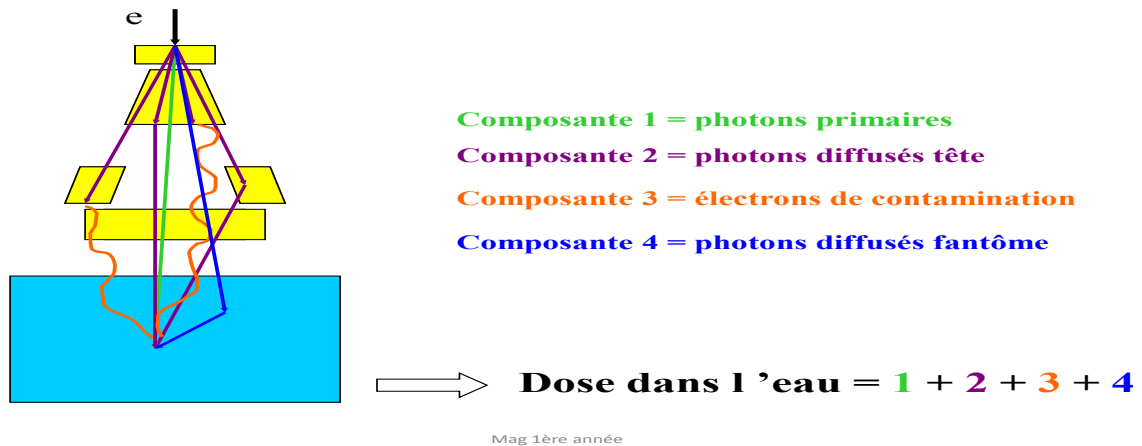 e
Composante 1 = photons primaires
Composante 2 = photons diffusés tête
Composante 3 = électrons de contamination
Composante 4 = photons diffusés fantôme
Dose dans l ’eau = 1 + 2 + 3 + 4
Mag 1ère année